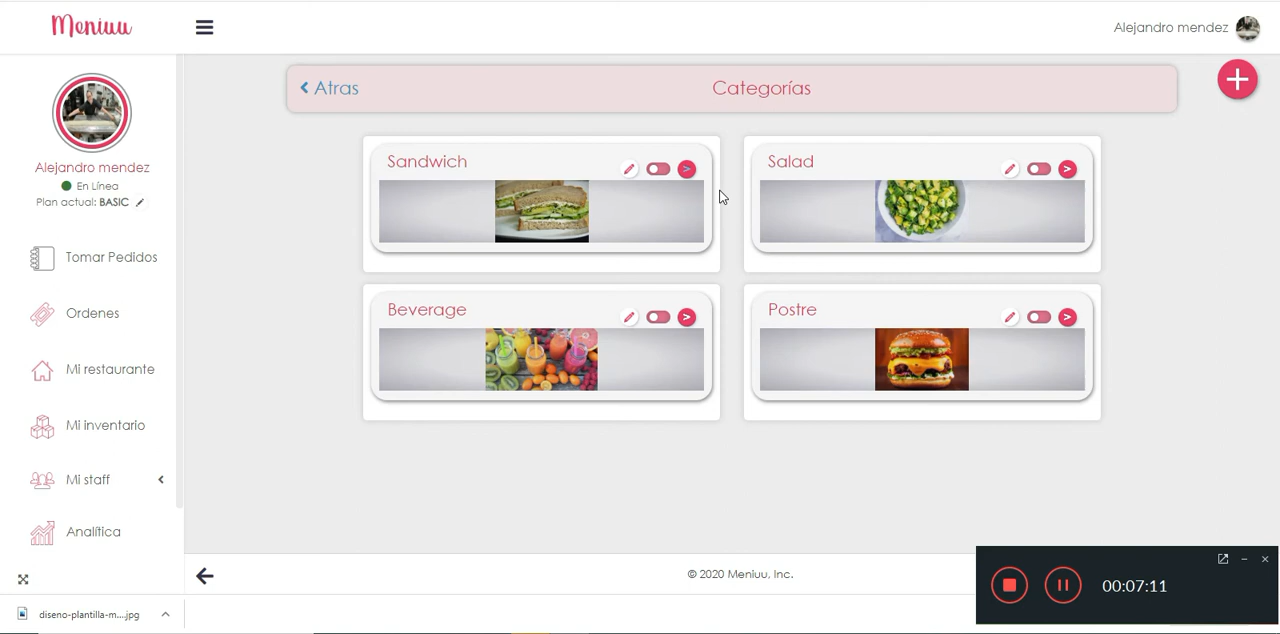 Meniuu
Alejandro mendez
Atras
Categorías
Alejandro mendez
En Línea
Plan actual: BASIC
Tomar Pedidos
Ordenes
Mi restaurante
Mi inventario
Mi staff
Analítica
Sandwich
Salad
Beverage
Postre
© 2020 Meniuu, Inc.
diseno-plantilla-m....jpg
00:07:11